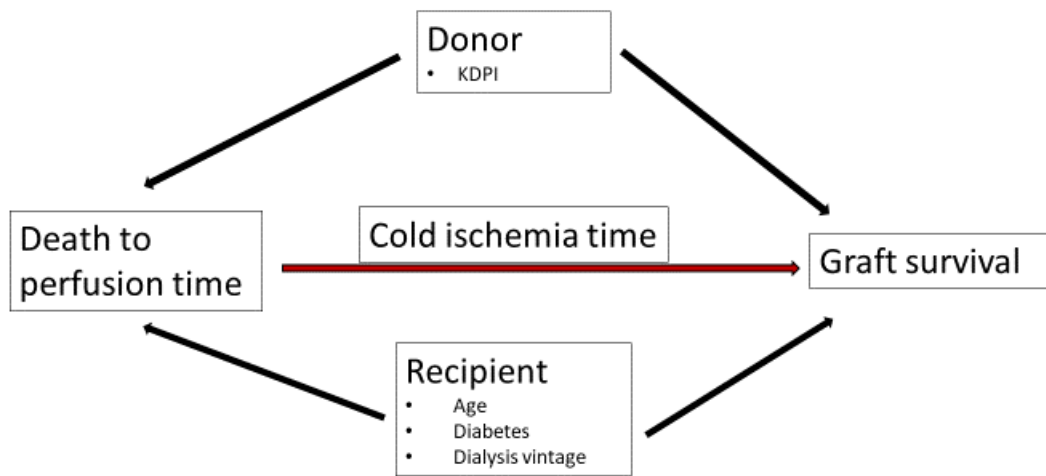 Donor
• KDPI
Death to
perfusion time
Cold ischemia time
Graft survival
Recipient
• Age
• Diabetes
• Dialysis vintage